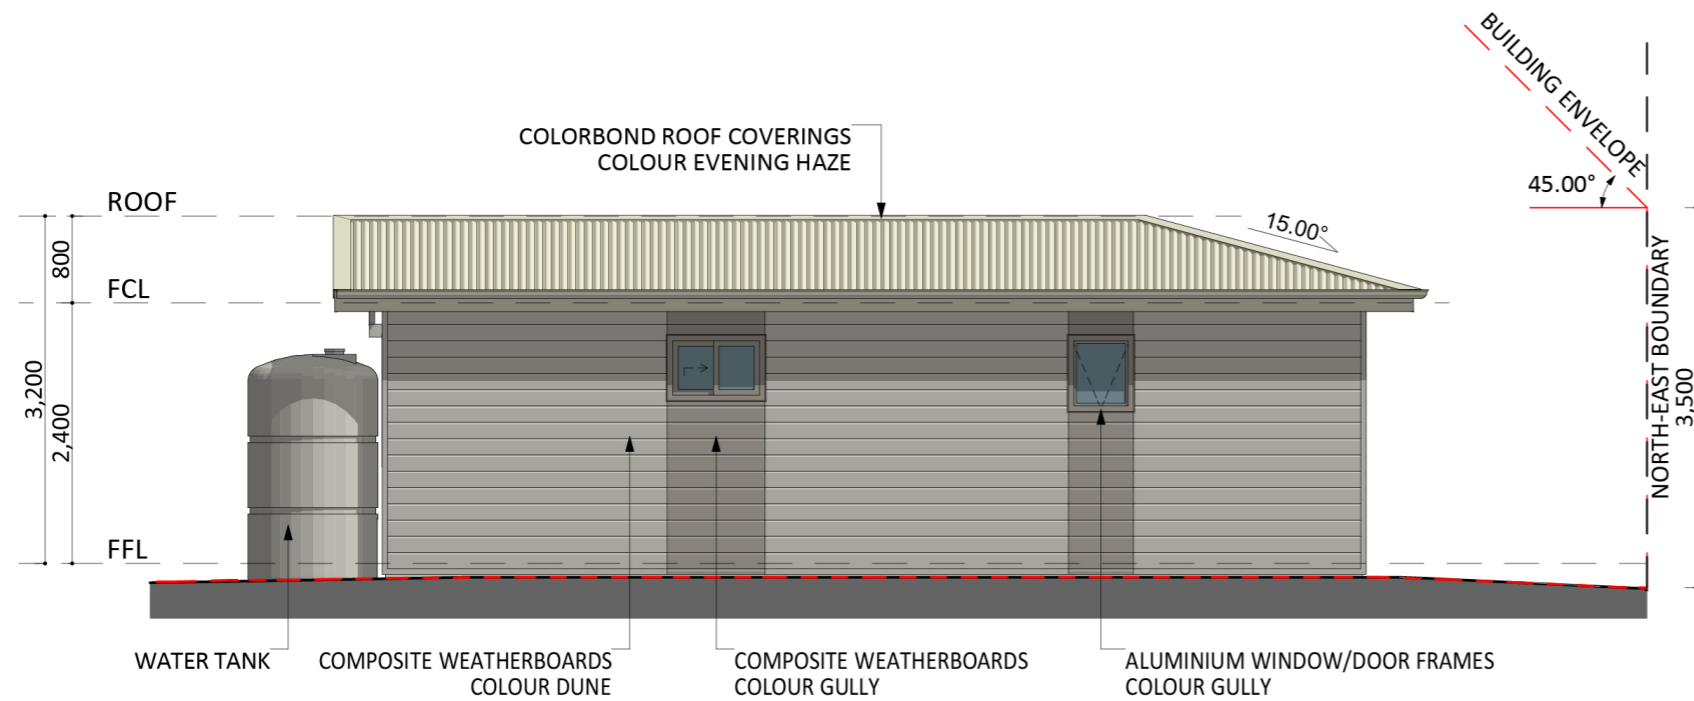 BUILDING ENVELOPE
COLORBOND ROOF COVERINGS
COLOUR EVENING HAZE
45.00°
ROOF
15.00°
800
FCL
NORTH-EAST BOUNDARY
3,500
3,200
2,400
FFL
WATER TANK
COMPOSITE WEATHERBOARDS
COLOUR DUNE
COMPOSITE WEATHERBOARDS
COLOUR GULLY
ALUMINIUM WINDOW/DOOR FRAMES
COLOUR GULLY